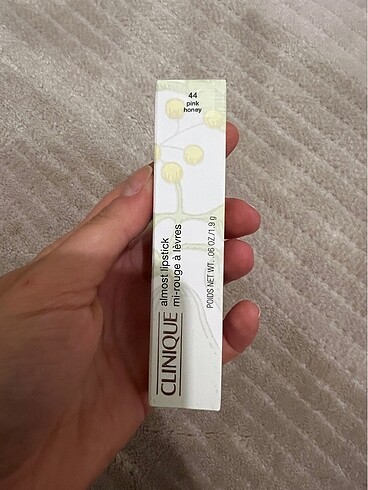 44
pink
honey
CLINIQUE
almost lipstick
mi-rouge à lèvres
POIDS NET WT. .06 OZ/1.9 g